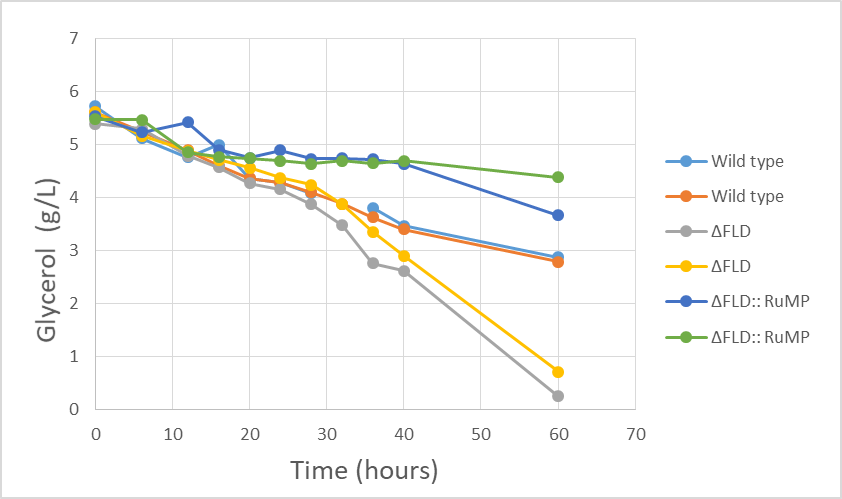 7
6
5
4
3
2
1
0
Glycerol (g/L)
0 10 20 30 40 50 60 70
Time (hours)
Wild type
Wild type
ΔFLD
ΔFLD
ΔFLD:: RuMP
ΔFLD:: RuMP